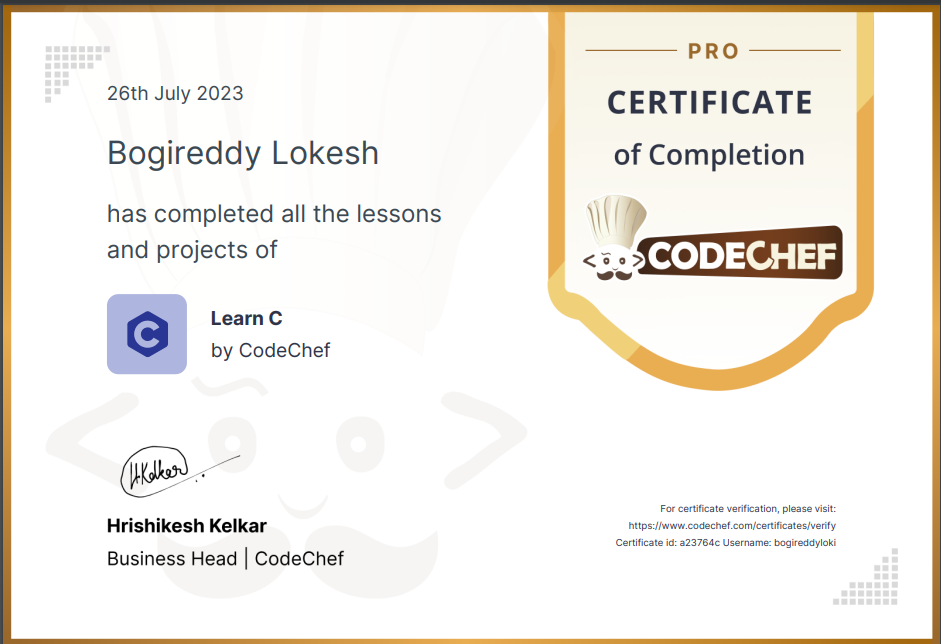 26th July 2023
Bogireddy Lokesh
has completed all the lessons
and projects of
C
Learn C
by CodeChef
H.Kelker
Hrishikesh Kelkar
Business Head | CodeChef
PRO
CERTIFICATE
of Completion
CODECHEF
For certificate verification, please visit:
https://www.codechef.com/certificates/verify
Certificate id: a23764c Username: bogireddyloki